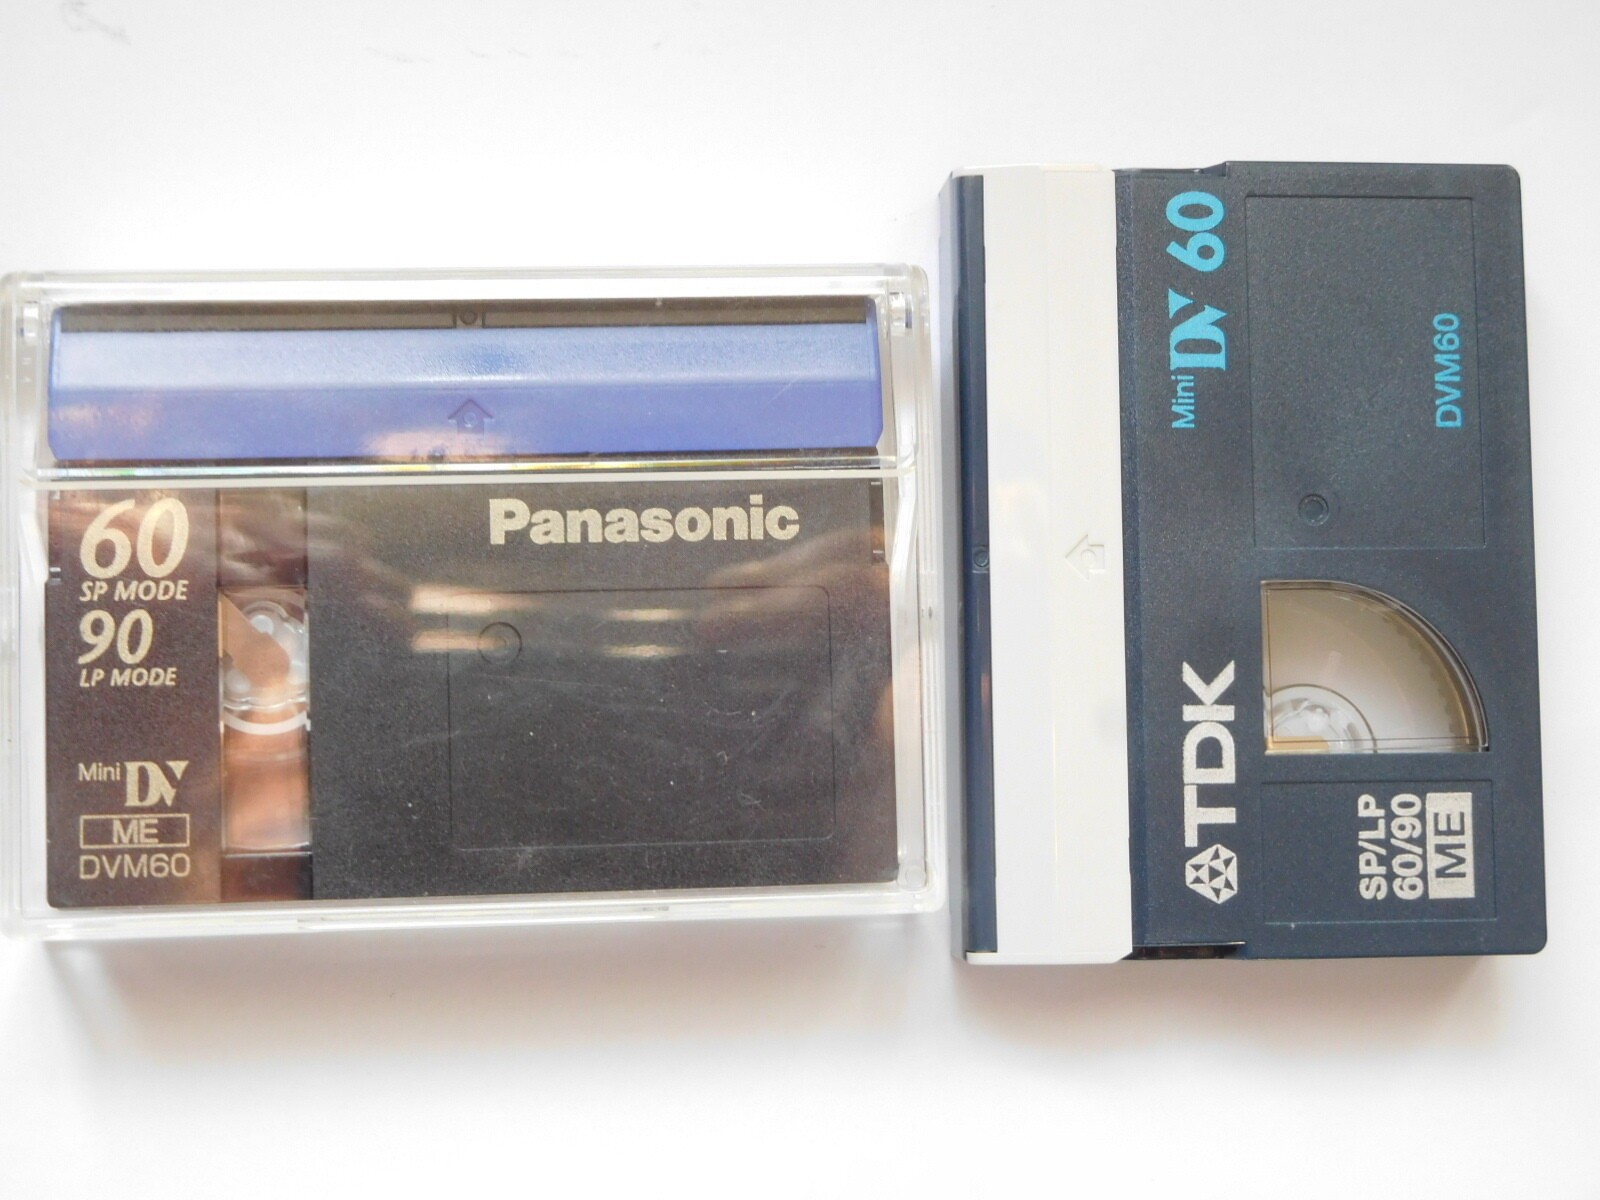 Panasonic
60
SP MODE
90
LP MODE
Mini DV
ME
DVM60
Mini DV 60
DVM60
TDK
SP/LP
60/90
ME